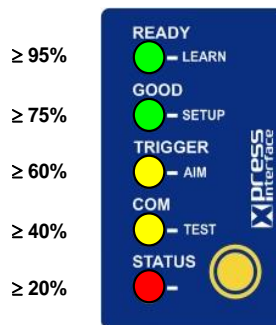 READY
≥ 95% LEARN
GOOD
≥ 75% SETUP
TRIGGER
≥ 60% AIM
COM
≥ 40% TEST
STATUS
≥ 20%
Xpress
interface